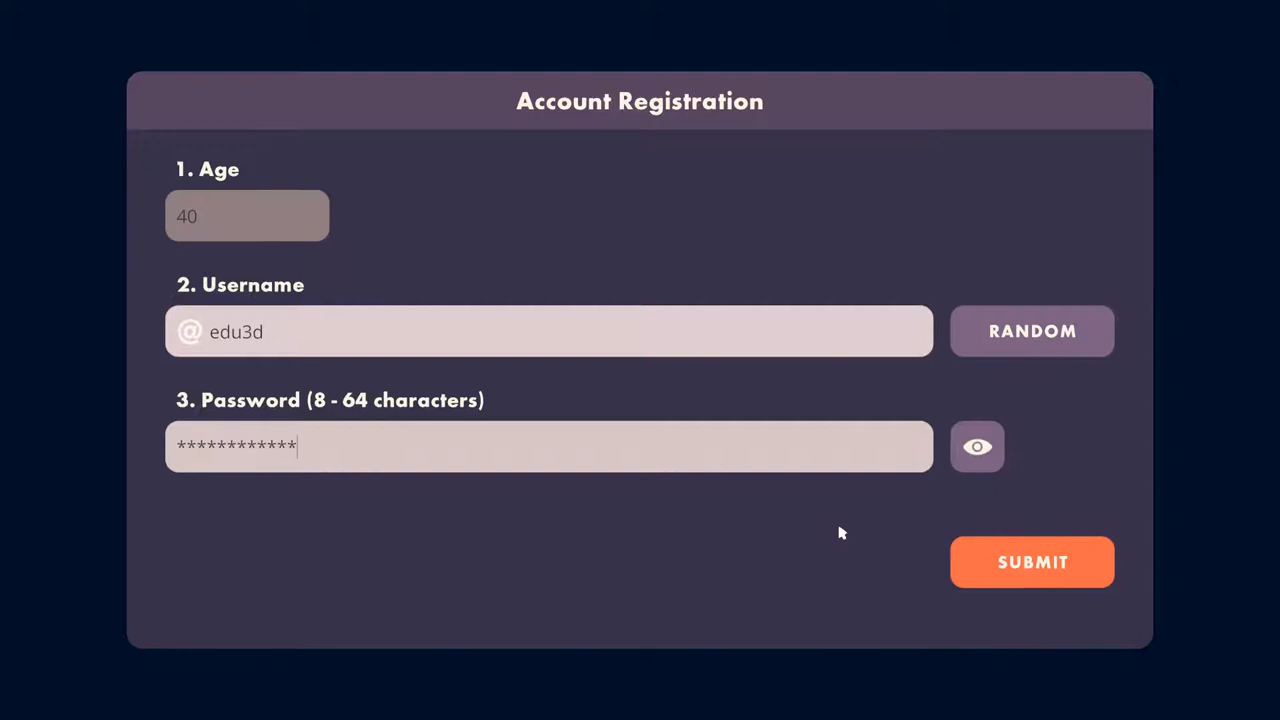 Account Registration
1. Age
40
2. Username
@ edu3d
RANDOM
3. Password (8 - 64 characters)
************
SUBMIT